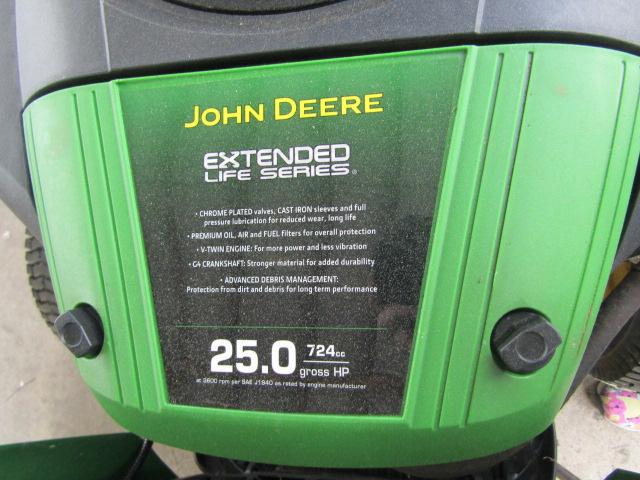 JOHN DEERE
EXTENDED
LIFE SERIES®
• CHROME PLATED valves, CAST IRON sleeves and full
pressure lubrication for reduced wear, long life
• PREMIUM OIL, AIR and FUEL filters for overall protection
• V-TWIN ENGINE: For more power and less vibration
• G4 CRANKSHAFT: Stronger material for added durability
• ADVANCED DEBRIS MANAGEMENT:
Protection from dirt and debris for long term performance
25.0 724cc
gross HP
at 3600 rpm per SAE J1940 as rated by engine manufacturer